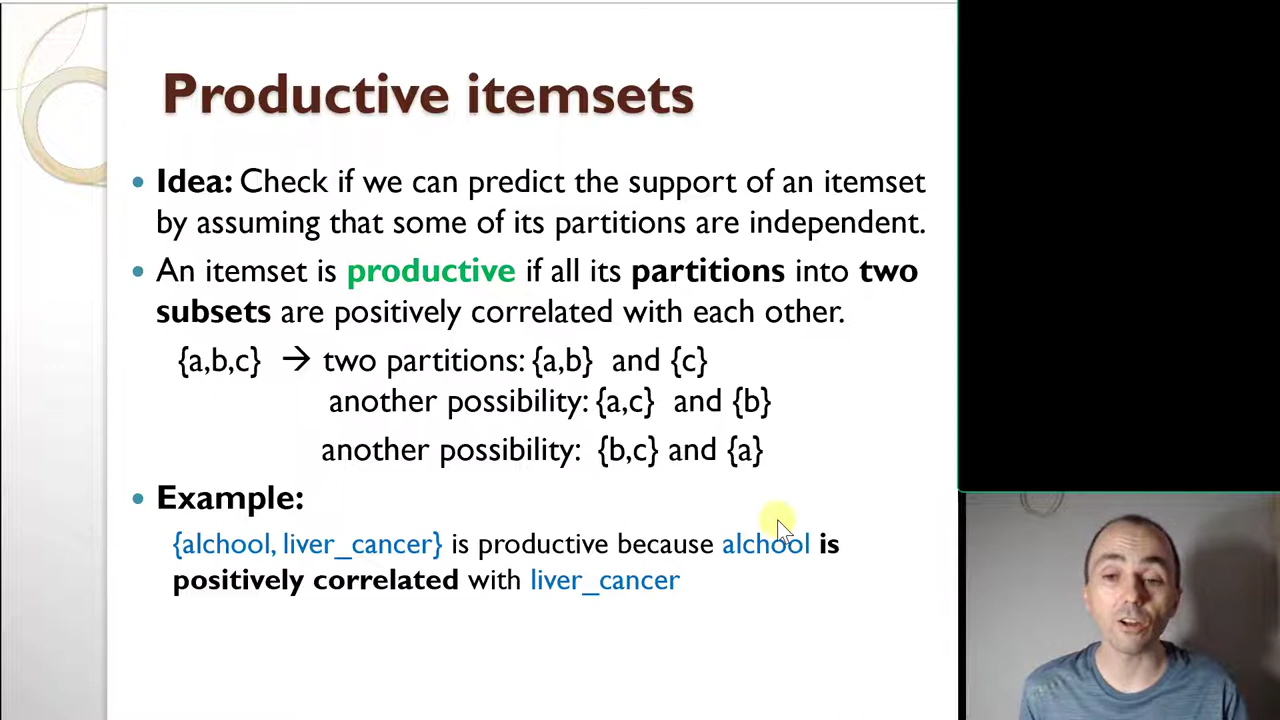 Productive itemsets
• Idea: Check if we can predict the support of an itemset
by assuming that some of its partitions are independent.
• An itemset is productive if all its partitions into two
subsets are positively correlated with each other.
{a,b,c} → two partitions: {a,b} and {c}
another possibility: {a,c} and {b}
another possibility: {b,c} and {a}
• Example:
{alchool, liver_cancer} is productive because alchool is
positively correlated with liver_cancer